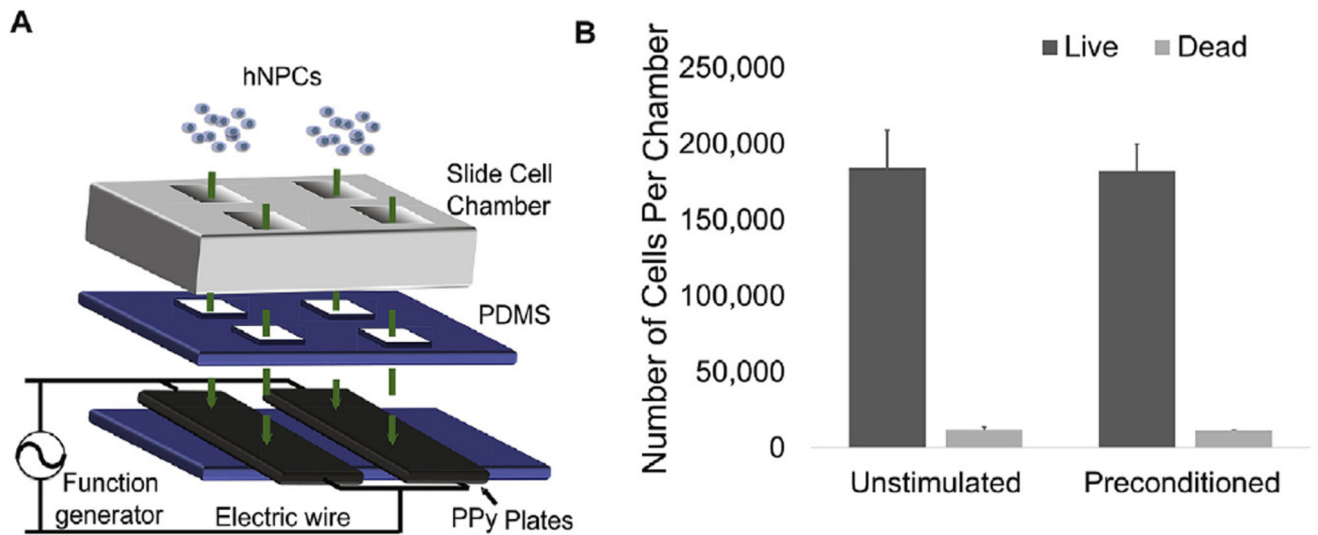 A
hNPCs
Slide Cell
Chamber
PDMS
Function
generator
Electric wire
PPy Plates
B
Live
Dead
Number of Cells Per Chamber
250,000
200,000
150,000
100,000
50,000
0
Unstimulated
Preconditioned